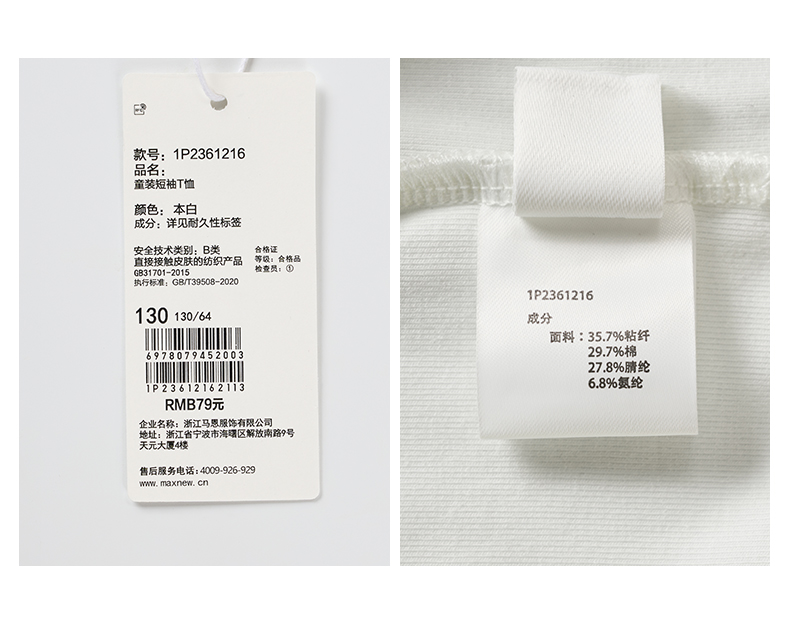 款号：1P2361216
品名：
童装短袖T恤
颜色：本白
成分：详见耐久性标签
安全技术类别：B类
直接接触皮肤的纺织产品
GB31701-2015
执行标准：GB/T39508-2020
合格证
等级：合格品
检查员：①
130 130/64
6978079452003
1P23612162113
RMB79元
企业名称：浙江马恩服饰有限公司
地址：浙江省宁波市海曙区解放南路9号
天元大厦4楼
售后服务电话：4009-926-929
www.maxnew.cn
1P2361216
成分
面料：35.7%粘纤
29.7%棉
27.8%腈纶
6.8%氨纶